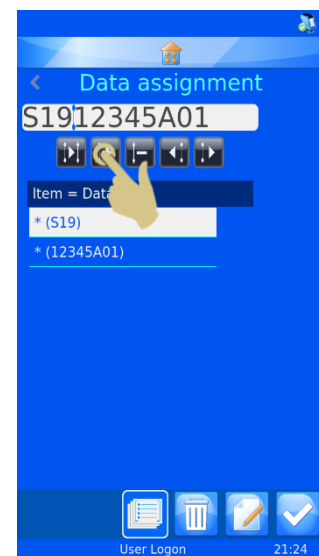 Data assignment
S1912345A01
Item = Data
* (S19)
* (12345A01)
User Logon
21:24